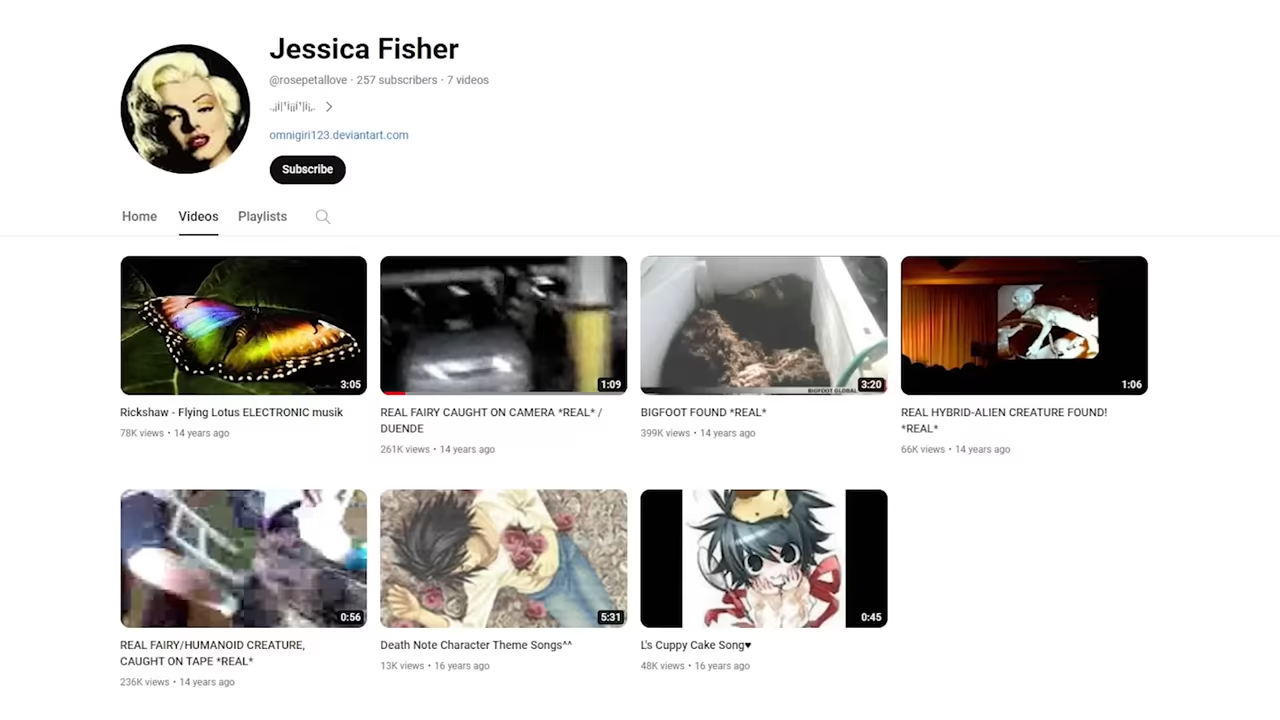 Jessica Fisher
@rosepetallove · 257 subscribers · 7 videos
omnigiri123.deviantart.com
Subscribe
Home Videos Playlists
3:05
1:09
BIGFOOT GLOBAL
3:20
1:06
Rickshaw - Flying Lotus ELECTRONIC musik
78K views • 14 years ago
REAL FAIRY CAUGHT ON CAMERA *REAL* /
DUENDE
261K views • 14 years ago
BIGFOOT FOUND *REAL*
399K views • 14 years ago
REAL HYBRID-ALIEN CREATURE FOUND!
*REAL*
66K views • 14 years ago
0:56
5:31
0:45
REAL FAIRY/HUMANOID CREATURE,
CAUGHT ON TAPE *REAL*
236K views • 14 years ago
Death Note Character Theme Songs^^
13K views • 16 years ago
L's Cuppy Cake Song♥
48K views • 16 years ago